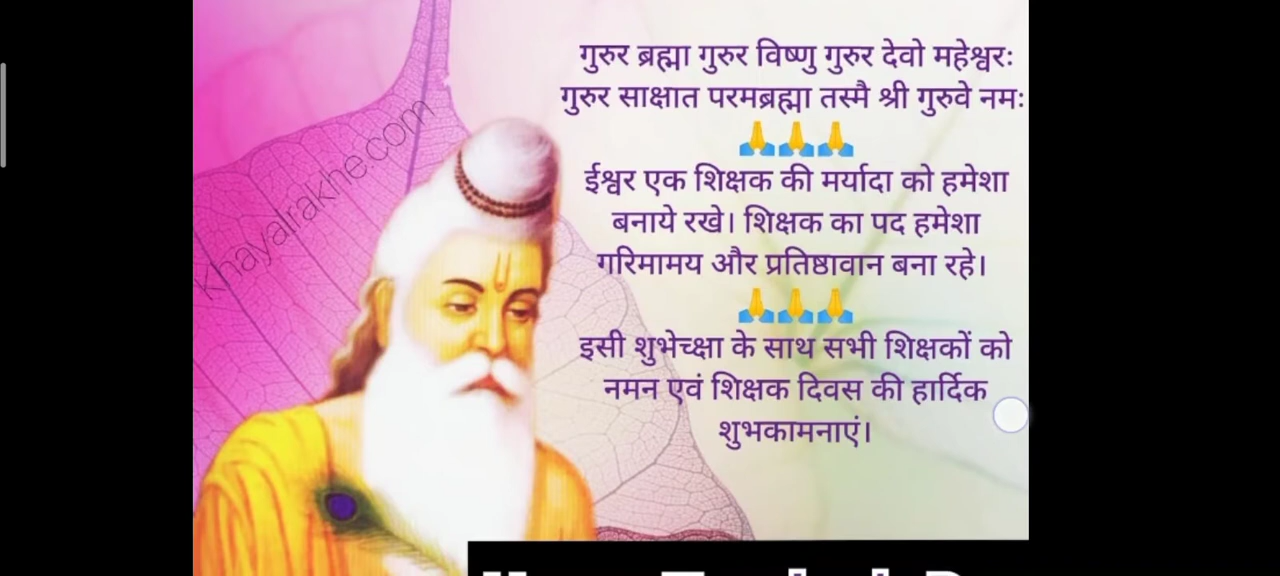 गुरुर ब्रह्मा गुरुर विष्णु गुरुर देवो महेश्वरः
गुरुर साक्षात परमब्रह्मा तस्मै श्री गुरुवे नमः
🙏🙏🙏
ईश्वर एक शिक्षक की मर्यादा को हमेशा
बनाये रखे। शिक्षक का पद हमेशा
गरिमामय और प्रतिष्ठावान बना रहे।
🙏🙏🙏
इसी शुभेच्क्षा के साथ सभी शिक्षकों को
नमन एवं शिक्षक दिवस की हार्दिक
शुभकामनाएं।
khayalrakhe.com